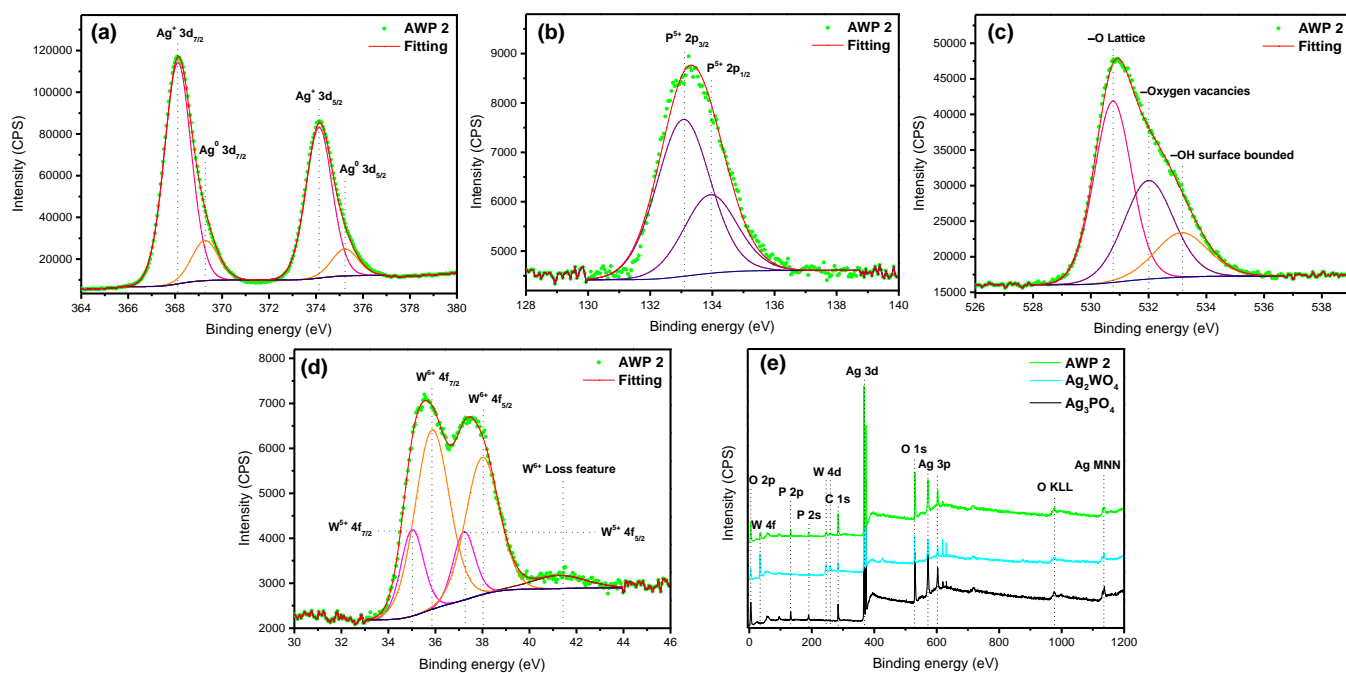 (a)
AWP 2
Fitting
Ag⁺ 3d₇/₂
Ag⁰ 3d₇/₂
Ag⁺ 3d₅/₂
Ag⁰ 3d₅/₂
120000
100000
80000
60000
40000
20000
Intensity (CPS)
364 366 368 370 372 374 376 378 380
Binding energy (eV)
(b)
AWP 2
Fitting
P⁵⁺ 2p₃/₂
P⁵⁺ 2p₁/₂
9000
8000
7000
6000
5000
Intensity (CPS)
128 130 132 134 136 138 140
Binding energy (eV)
(c)
AWP 2
Fitting
–O Lattice
–Oxygen vacancies
–OH surface bounded
50000
45000
40000
35000
30000
25000
20000
15000
Intensity (CPS)
526 528 530 532 534 536 538
Binding energy (eV)
(d)
AWP 2
Fitting
W⁶⁺ 4f₇/₂
W⁶⁺ 4f₅/₂
W⁶⁺ Loss feature
W⁵⁺ 4f₇/₂
W⁵⁺ 4f₅/₂
8000
7000
6000
5000
4000
3000
2000
Intensity (CPS)
30 32 34 36 38 40 42 44 46
Binding energy (eV)
(e)
AWP 2
Ag₂WO₄
Ag₃PO₄
Ag 3d
O 1s
Ag 3p
W 4d
C 1s
O 2p
P 2p
P 2s
W 4f
O KLL
Ag MNN
Intensity (CPS)
0 200 400 600 800 1000 1200
Binding energy (eV)